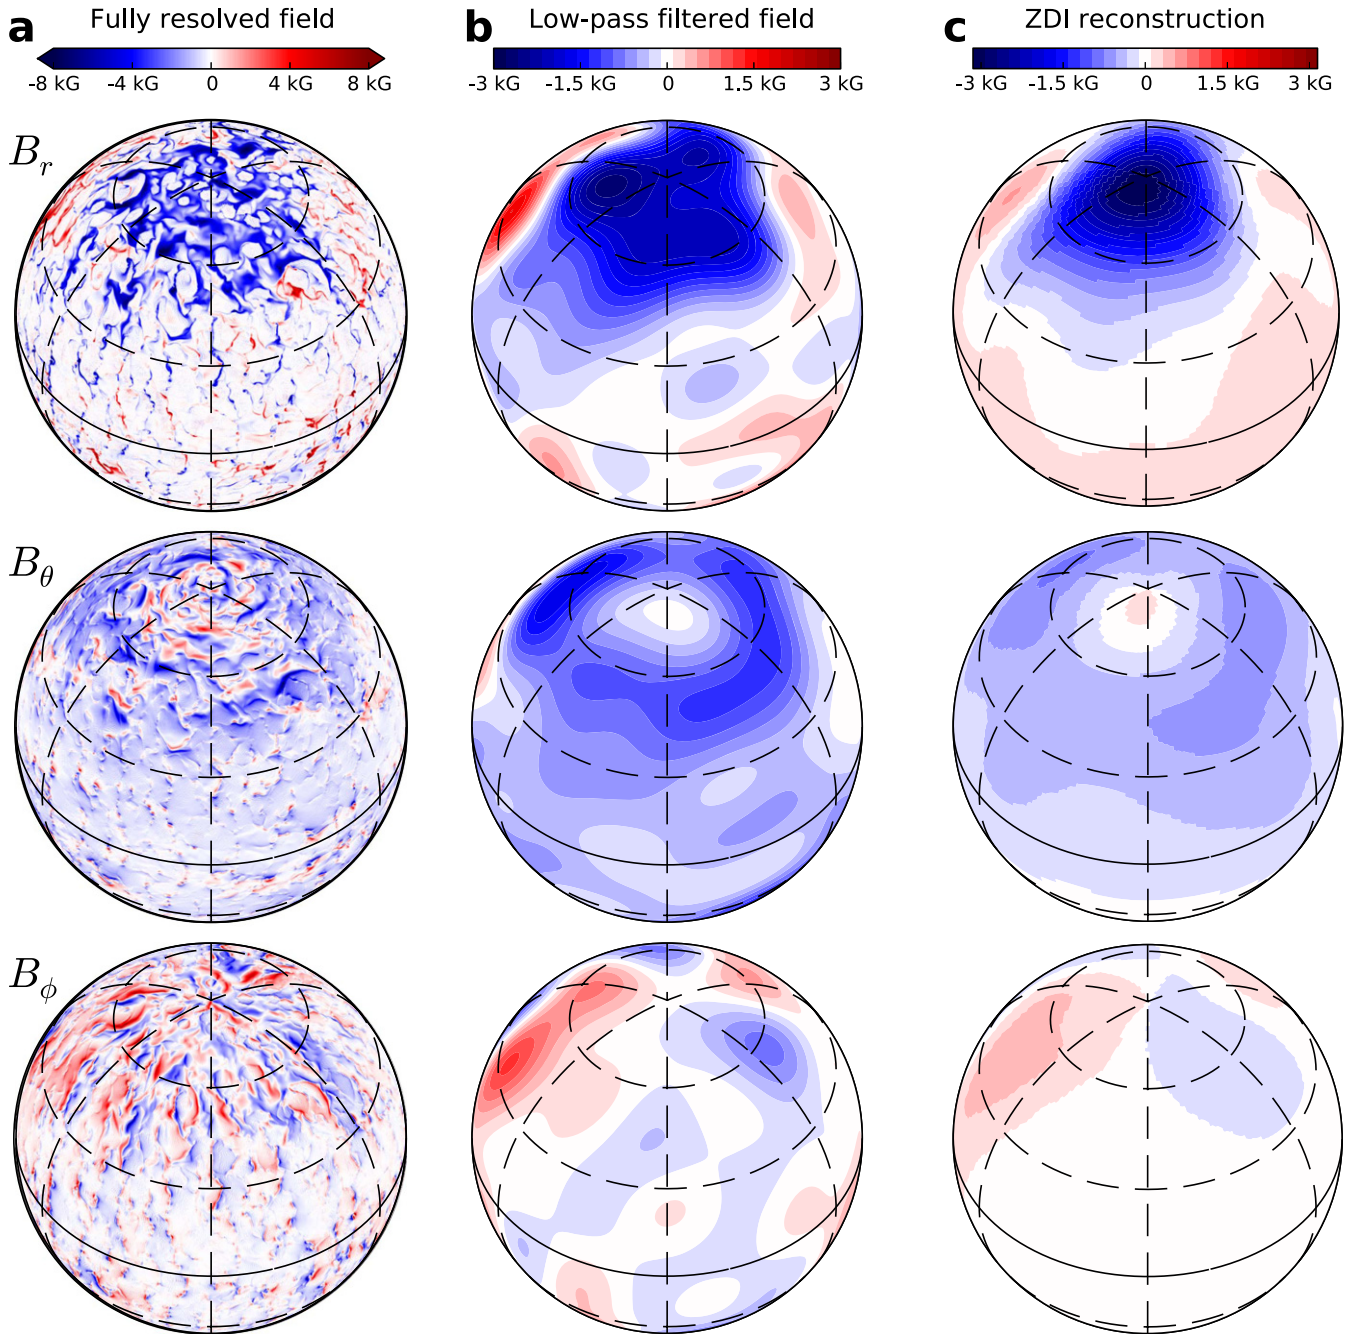 a Fully resolved field b Low-pass filtered field c ZDI reconstruction
-8 kG -4 kG 0 4 kG 8 kG -3 kG -1.5 kG 0 1.5 kG 3 kG -3 kG -1.5 kG 0 1.5 kG 3 kG
B_r
B_θ
B_ϕ